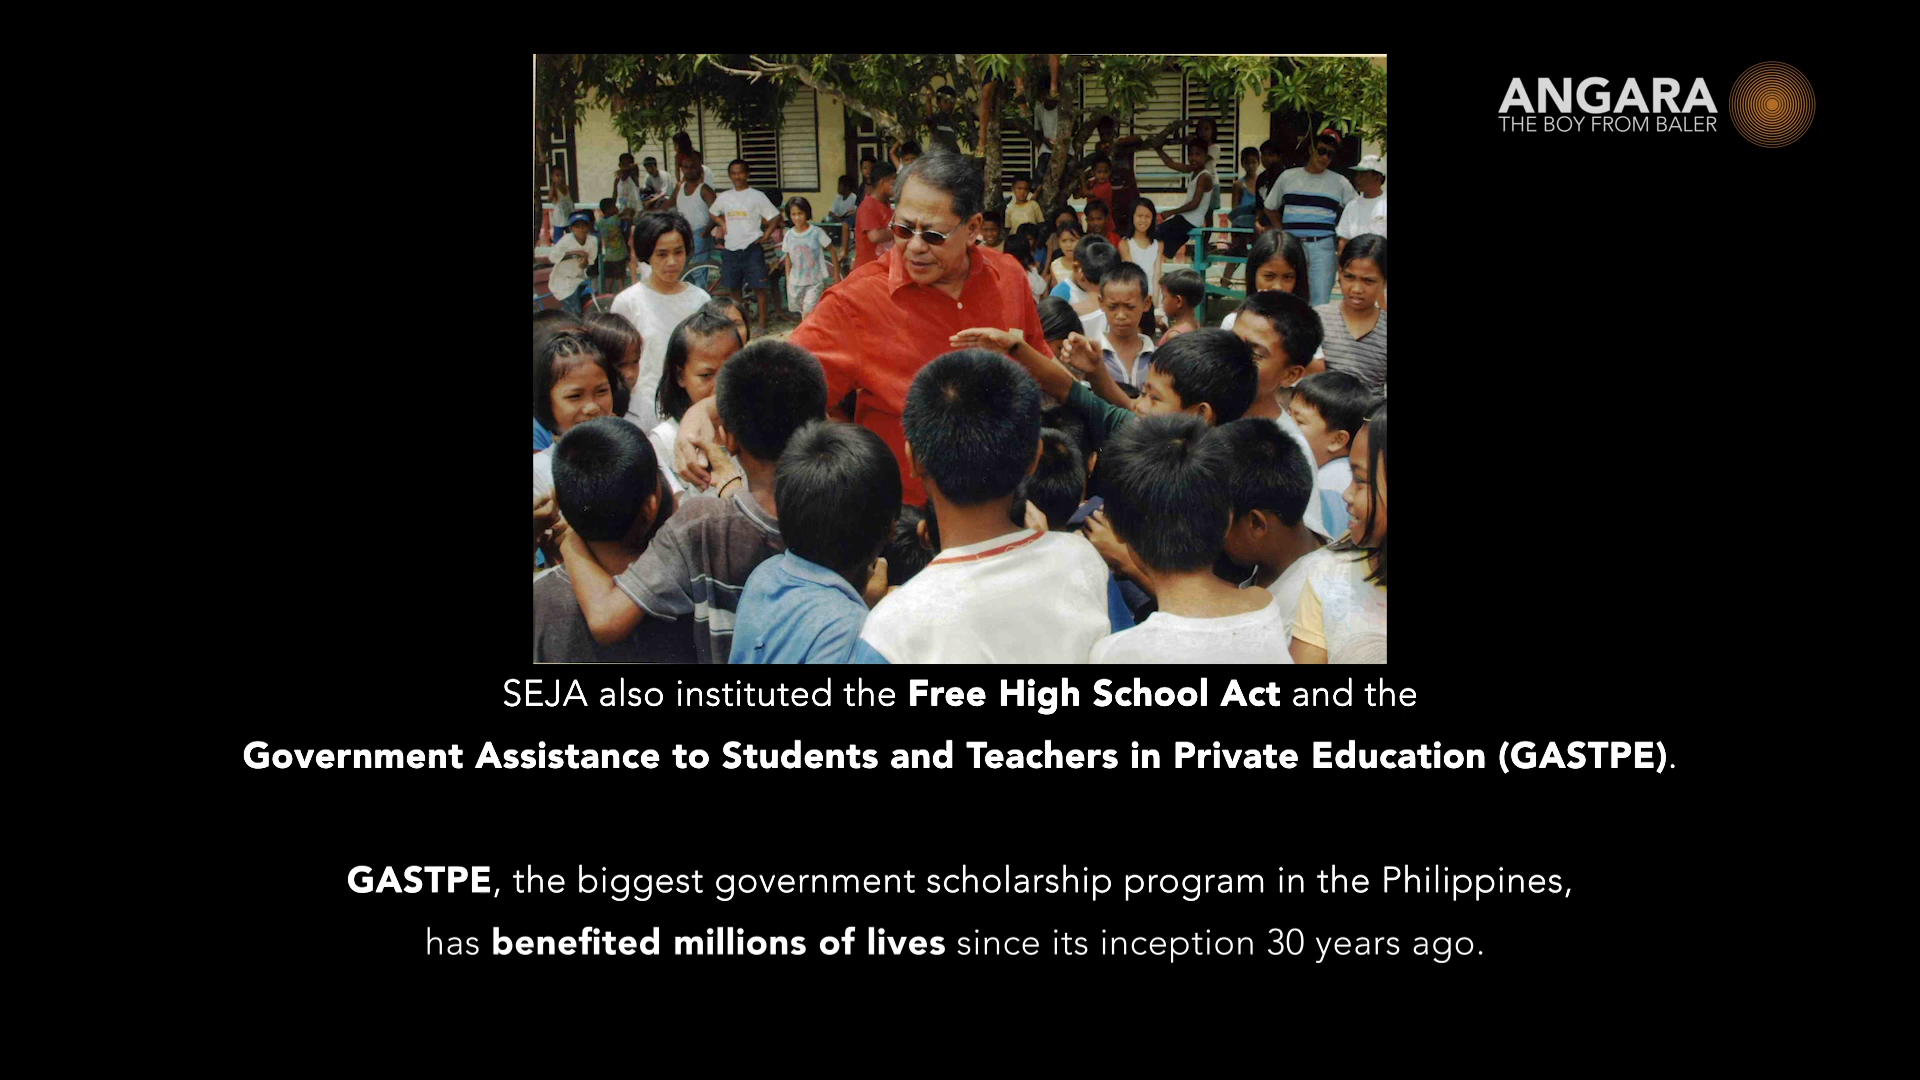 ANGARA
THE BOY FROM BALER
SEJA also instituted the Free High School Act and the
Government Assistance to Students and Teachers in Private Education (GASTPE).
GASTPE, the biggest government scholarship program in the Philippines,
has benefited millions of lives since its inception 30 years ago.